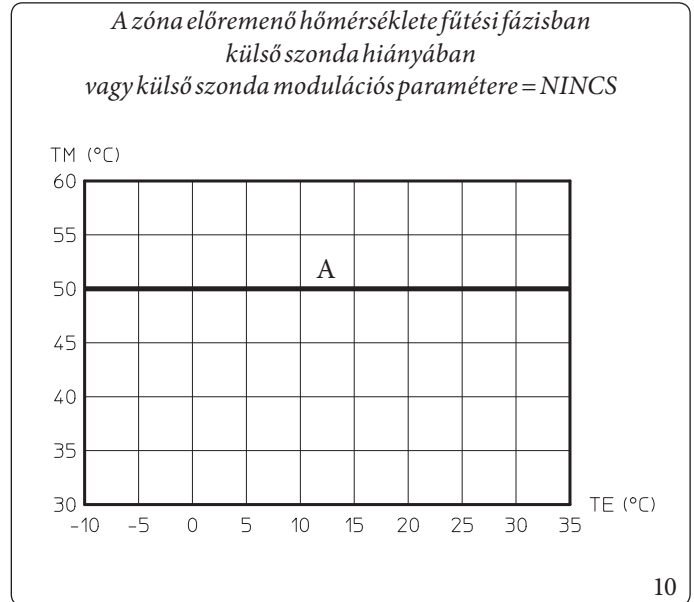 A zóna előremenő hőmérséklete fűtési fázisban
külső szonda hiányában
vagy külső szonda modulációs paramétere = NINCS
TM (°C)
60
55
A
50
45
40
35
30
TE (°C)
-10 -5 0 5 10 15 20 25 30 35
10